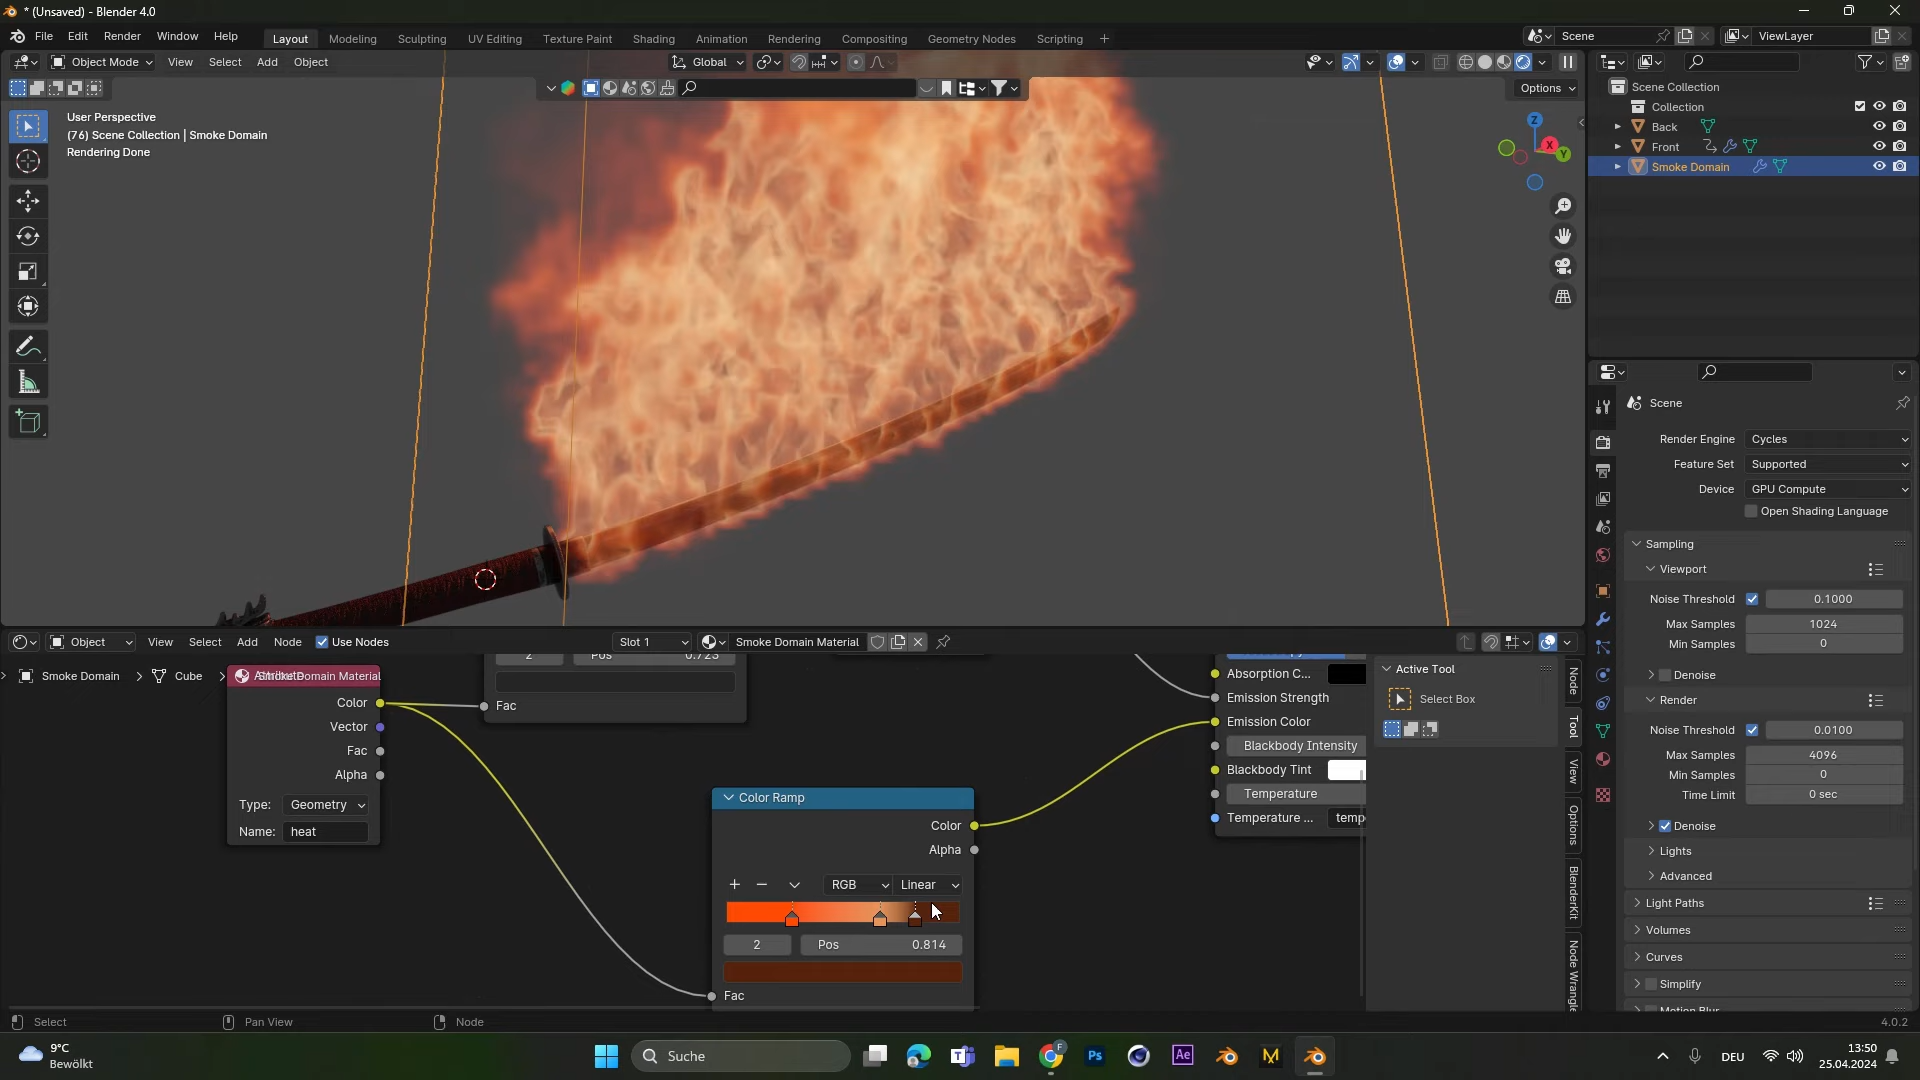 * (Unsaved) - Blender 4.0
File Edit Render Window Help Layout Modeling Sculpting UV Editing Texture Paint Shading Animation Rendering Compositing Geometry Nodes Scripting + Scene ViewLayer
Object Mode View Select Add Object Global
Options
User Perspective
(76) Scene Collection | Smoke Domain
Rendering Done
Z
X
Y
Scene Collection
Collection
Back
Front
Smoke Domain
Scene
Render Engine Cycles
Feature Set Supported
Device GPU Compute
Open Shading Language
Sampling
Viewport
Noise Threshold 0.1000
Max Samples 1024
Min Samples 0
Denoise
Render
Noise Threshold 0.0100
Max Samples 4096
Min Samples 0
Time Limit 0 sec
Denoise
Lights
Advanced
Light Paths
Volumes
Curves
Simplify
Motion Blur
Object View Select Add Node Use Nodes Slot 1 Smoke Domain Material
Smoke Domain Cube Smoke Domain Material
Color
Vector
Fac
Alpha
Type: Geometry
Name: heat
2 Pos 0.723
Fac
Color Ramp
Color
Alpha
RGB Linear
2 Pos 0.814
Fac
Absorption C...
Emission Strength
Emission Color
Blackbody Intensity
Blackbody Tint
Temperature
Temperature ... temp
Active Tool
Select Box
Node
Tool
View
Options
BlenderKit
Node Wrangle
Select Pan View Node 4.0.2
9°C
Bewölkt
Suche
DEU
13:50
25.04.2024